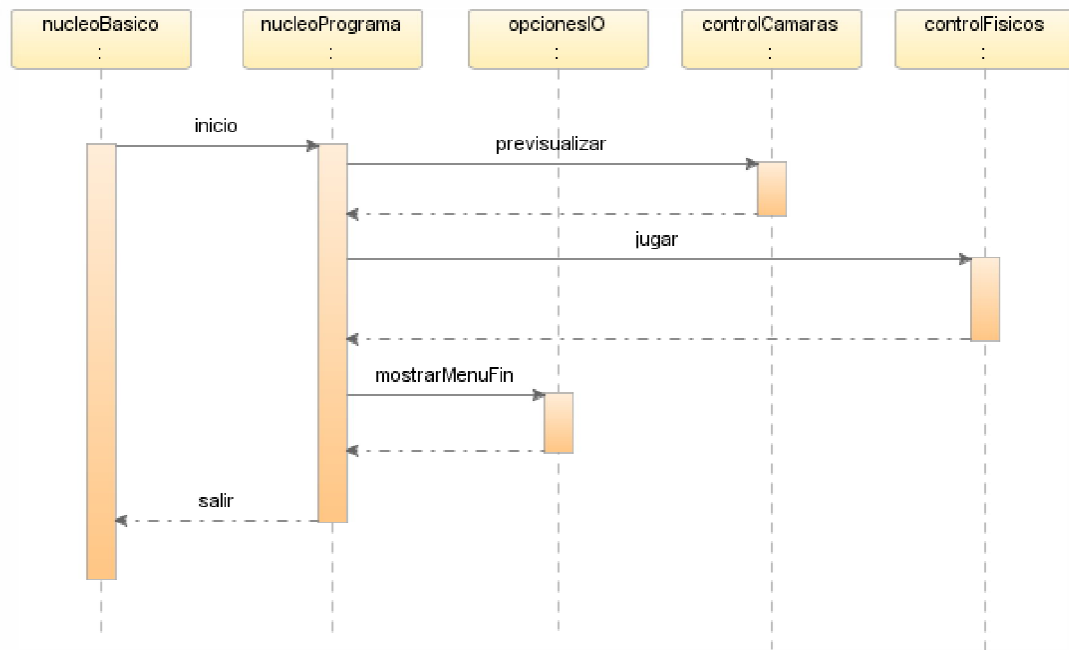 nucleoBasico
:
nucleoPrograma
:
opcionesIO
:
controlCamaras
:
controlFisicos
:
inicio
previsualizar
jugar
mostrarMenuFin
salir